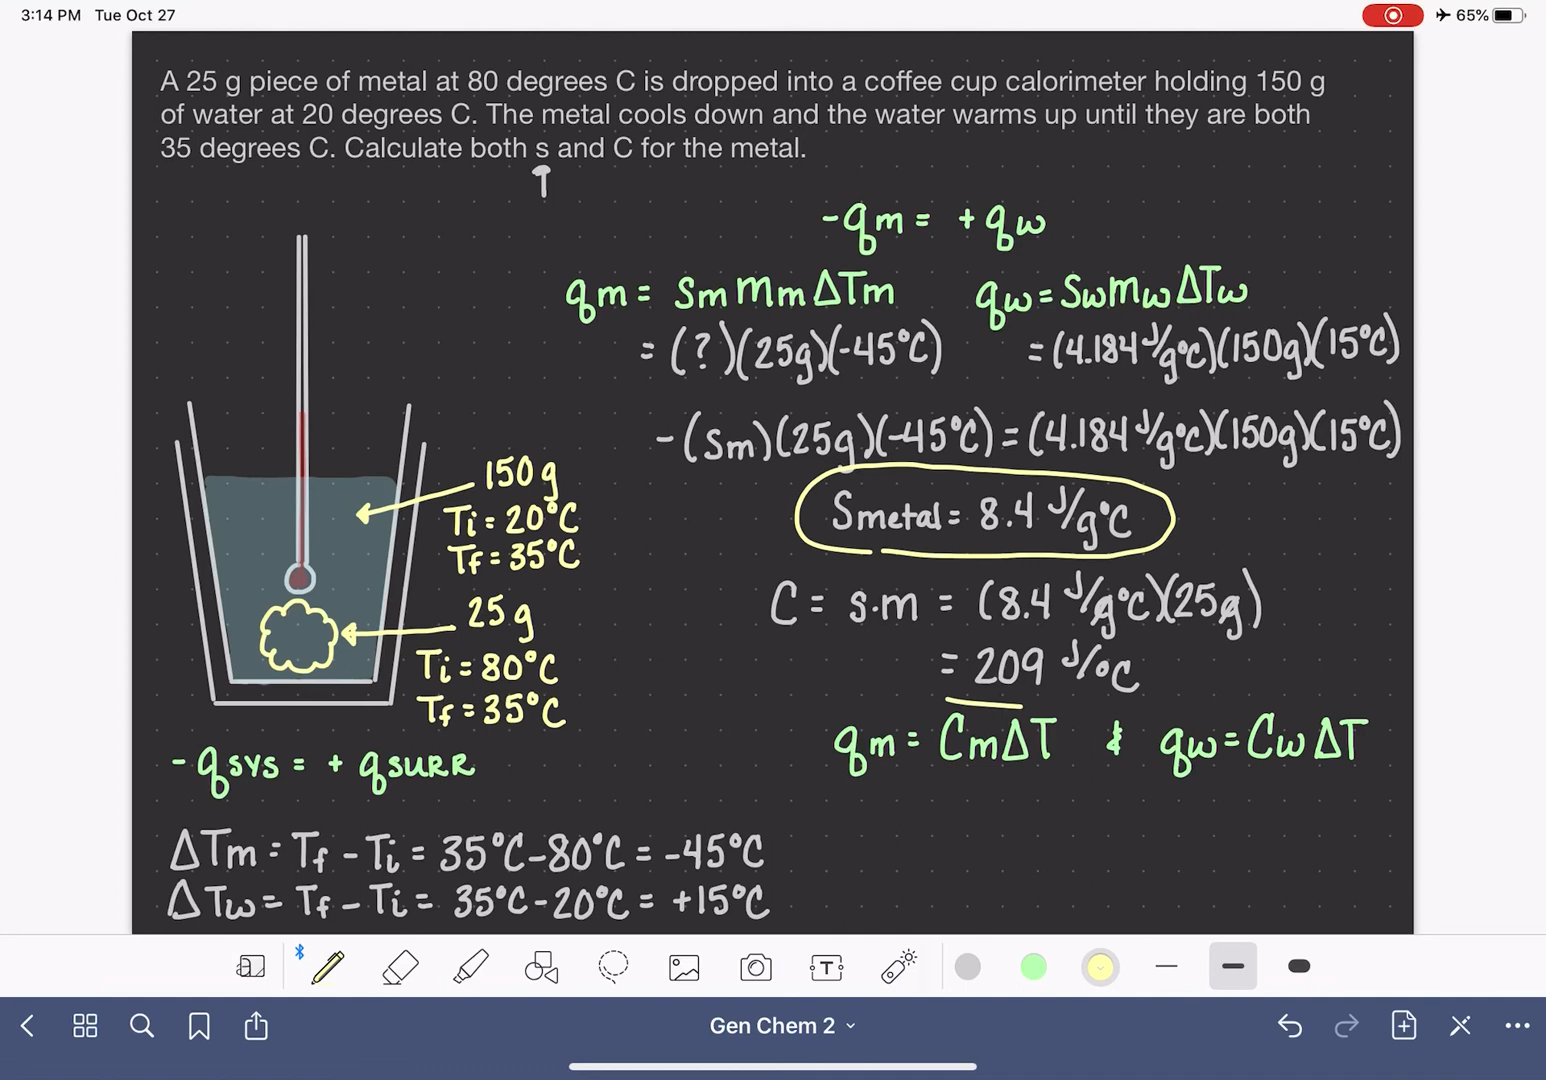 3:14 PM Tue Oct 27
65%
A 25 g piece of metal at 80 degrees C is dropped into a coffee cup calorimeter holding 150 g
of water at 20 degrees C. The metal cools down and the water warms up until they are both
35 degrees C. Calculate both s and C for the metal.
-qm = +qw
qm = Sm Mm ΔTm
qw = Sw mw ΔTw
= (?)(25g)(-45°C)
= (4.184 J/g°C)(150g)(15°C)
-(Sm)(25g)(-45°C) = (4.184 J/g°C)(150g)(15°C)
Smetal = 8.4 J/g°C
C = s·m = (8.4 J/g°C)(25g)
= 209 J/°C
qm = CmΔT & qw = CwΔT
150 g
Ti = 20°C
Tf = 35°C
25 g
Ti = 80°C
Tf = 35°C
-qSYS = + qSURR
ΔTm = Tf - Ti = 35°C - 80°C = -45°C
ΔTw = Tf - Ti = 35°C - 20°C = +15°C
T
Gen Chem 2